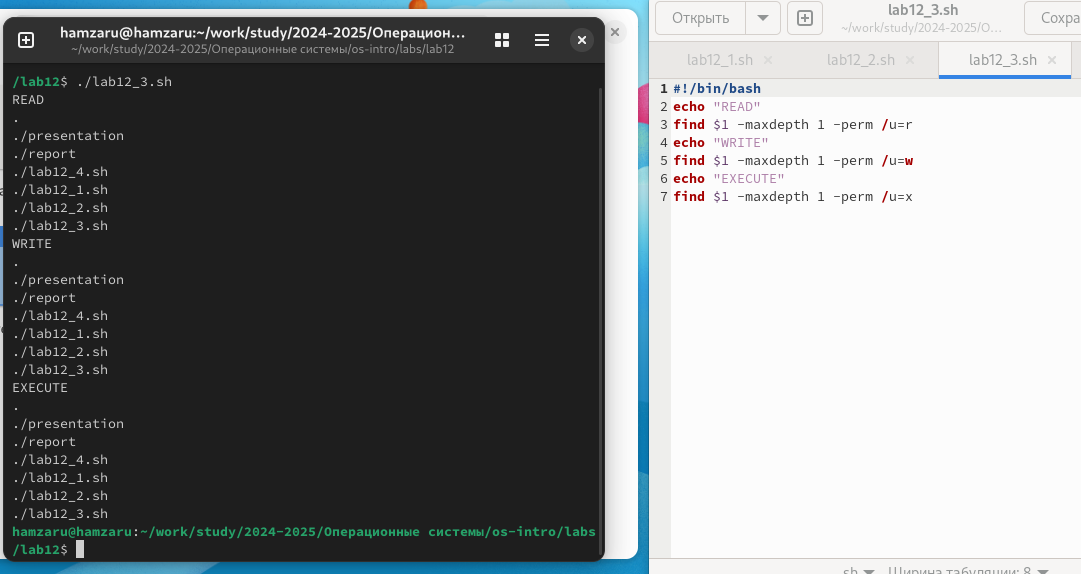 hamzaru@hamzaru:~/work/study/2024-2025/Операцион...
~/work/study/2024-2025/Операционные системы/os-intro/labs/lab12
/lab12$ ./lab12_3.sh
READ
.
./presentation
./report
./lab12_4.sh
./lab12_1.sh
./lab12_2.sh
./lab12_3.sh
WRITE
.
./presentation
./report
./lab12_4.sh
./lab12_1.sh
./lab12_2.sh
./lab12_3.sh
EXECUTE
.
./presentation
./report
./lab12_4.sh
./lab12_1.sh
./lab12_2.sh
./lab12_3.sh
hamzaru@hamzaru:~/work/study/2024-2025/Операционные системы/os-intro/labs
/lab12$
Открыть
lab12_3.sh
~/work/study/2024-2025/О...
Сохра
lab12_1.sh
lab12_2.sh
lab12_3.sh
1 #!/bin/bash
2 echo "READ"
3 find $1 -maxdepth 1 -perm /u=r
4 echo "WRITE"
5 find $1 -maxdepth 1 -perm /u=w
6 echo "EXECUTE"
7 find $1 -maxdepth 1 -perm /u=x
sh
Ширина табуляции: 8